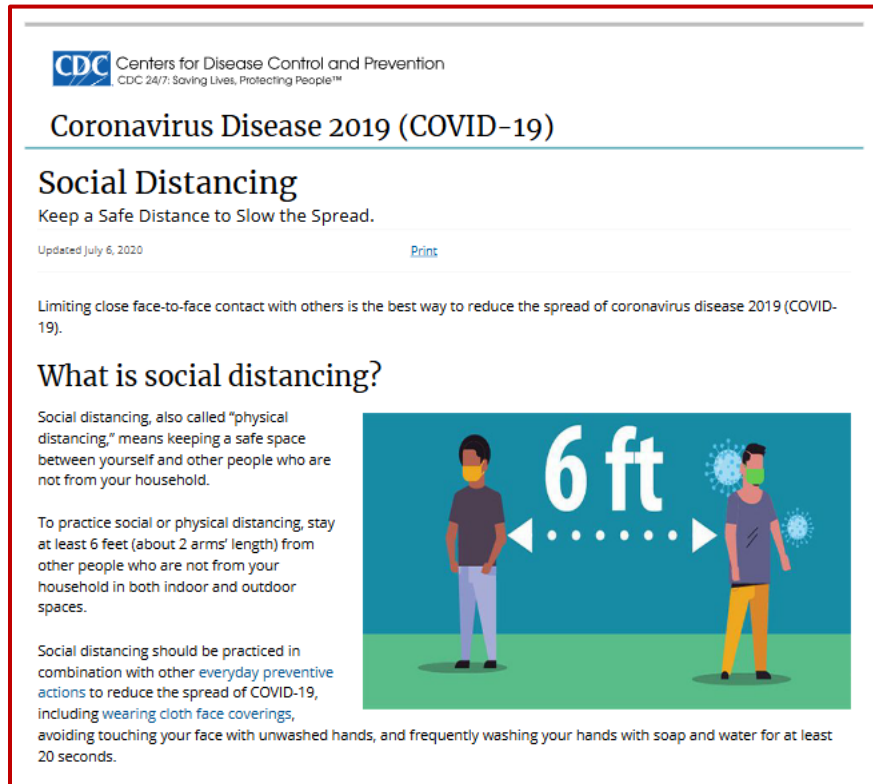 CDC Centers for Disease Control and Prevention
CDC 24/7: Saving Lives, Protecting People™
Coronavirus Disease 2019 (COVID-19)
Social Distancing
Keep a Safe Distance to Slow the Spread.
Updated July 6, 2020 Print
Limiting close face-to-face contact with others is the best way to reduce the spread of coronavirus disease 2019 (COVID-
19).
What is social distancing?
Social distancing, also called “physical
distancing,” means keeping a safe space
between yourself and other people who are
not from your household.
To practice social or physical distancing, stay
at least 6 feet (about 2 arms’ length) from
other people who are not from your
household in both indoor and outdoor
spaces.
Social distancing should be practiced in
combination with other everyday preventive
actions to reduce the spread of COVID-19,
including wearing cloth face coverings,
avoiding touching your face with unwashed hands, and frequently washing your hands with soap and water for at least
20 seconds.
6 ft